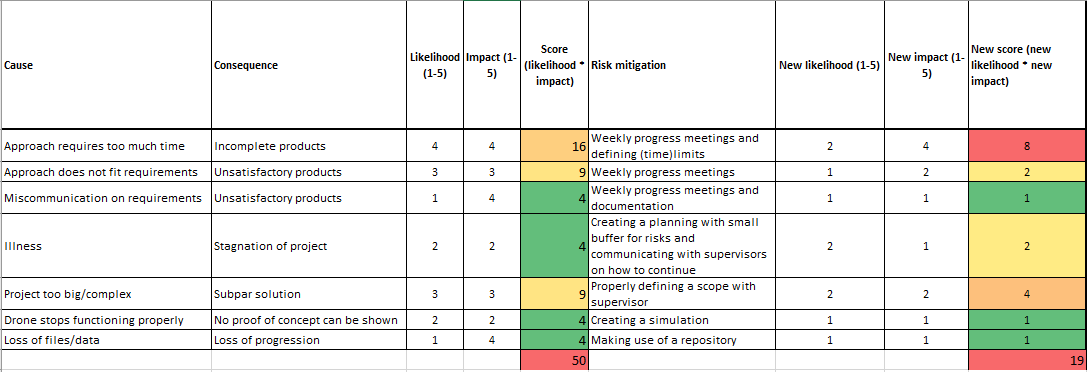 Cause Consequence Likelihood (1-5) Impact (1-5) Score (likelihood * impact) Risk mitigation New likelihood (1-5) New impact (1-5) New score (new likelihood * new impact)
Approach requires too much time Incomplete products 4 4 16 Weekly progress meetings and defining (time)limits 2 4 8
Approach does not fit requirements Unsatisfactory products 3 3 9 Weekly progress meetings 1 2 2
Miscommunication on requirements Unsatisfactory products 1 4 4 Weekly progress meetings and documentation 1 1 1
Illness Stagnation of project 2 2 4 Creating a planning with small buffer for risks and communicating with supervisors on how to continue 2 1 2
Project too big/complex Subpar solution 3 3 9 Properly defining a scope with supervisor 2 2 4
Drone stops functioning properly No proof of concept can be shown 2 2 4 Creating a simulation 1 1 1
Loss of files/data Loss of progression 1 4 4 Making use of a repository 1 1 1
50 19